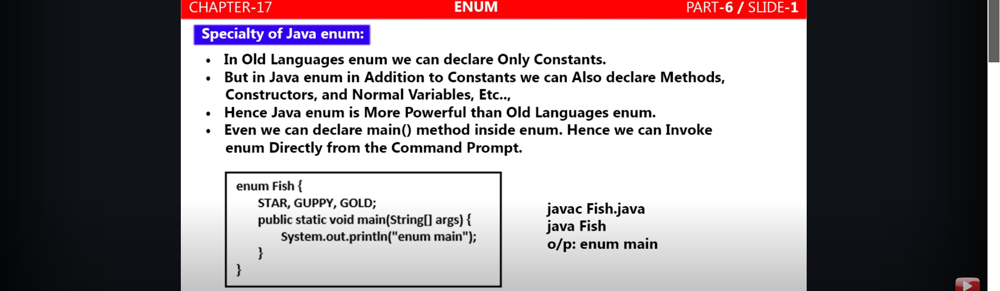 CHAPTER-17 ENUM PART-6 / SLIDE-1
Specialty of Java enum:
• In Old Languages enum we can declare Only Constants.
• But in Java enum in Addition to Constants we can Also declare Methods,
Constructors, and Normal Variables, Etc..,
• Hence Java enum is More Powerful than Old Languages enum.
• Even we can declare main() method inside enum. Hence we can Invoke
enum Directly from the Command Prompt.
enum Fish {
STAR, GUPPY, GOLD;
public static void main(String[] args) {
System.out.println("enum main");
}
}
javac Fish.java
java Fish
o/p: enum main